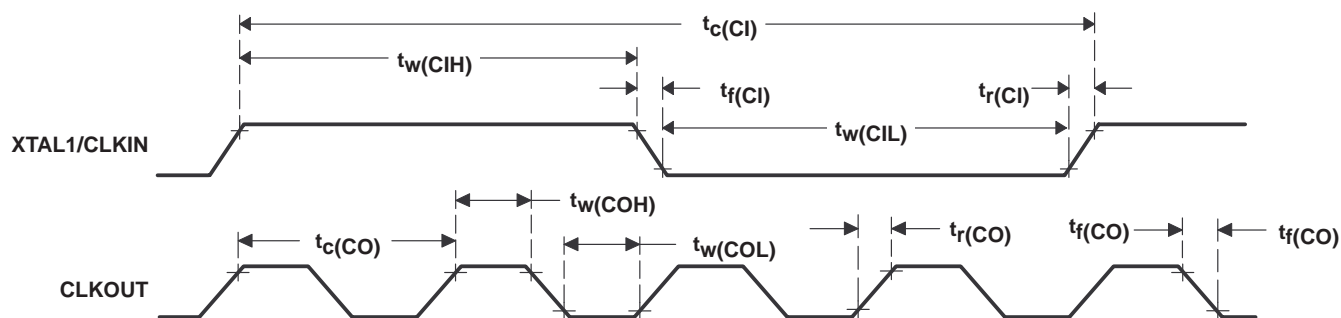 tc(CI)
tw(CIH)
tf(CI)
tr(CI)
tw(CIL)
XTAL1/CLKIN
tw(COH)
tc(CO)
tw(COL)
tr(CO)
tf(CO)
tf(CO)
CLKOUT